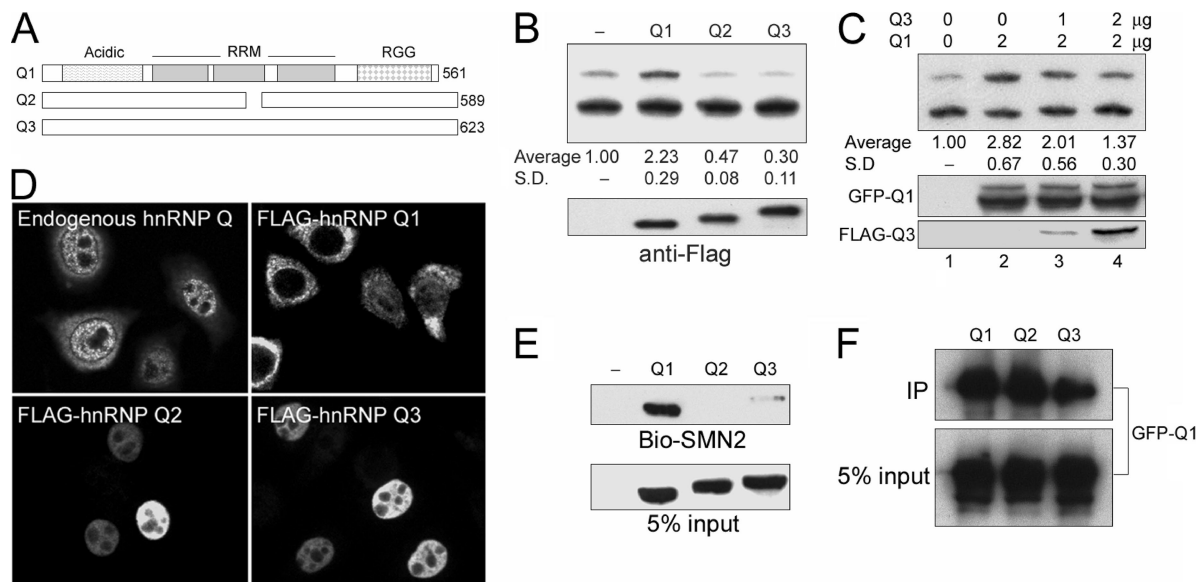 A
Acidic RRM RGG
Q1 561
Q2 589
Q3 623
B
– Q1 Q2 Q3
Average 1.00 2.23 0.47 0.30
S.D. – 0.29 0.08 0.11
anti-Flag
C
Q3 0 0 1 2 μg
Q1 0 2 2 2 μg
Average 1.00 2.82 2.01 1.37
S.D – 0.67 0.56 0.30
GFP-Q1
FLAG-Q3
1 2 3 4
D
Endogenous hnRNP Q
FLAG-hnRNP Q1
FLAG-hnRNP Q2
FLAG-hnRNP Q3
E
– Q1 Q2 Q3
Bio-SMN2
5% input
F
Q1 Q2 Q3
IP
GFP-Q1
5% input